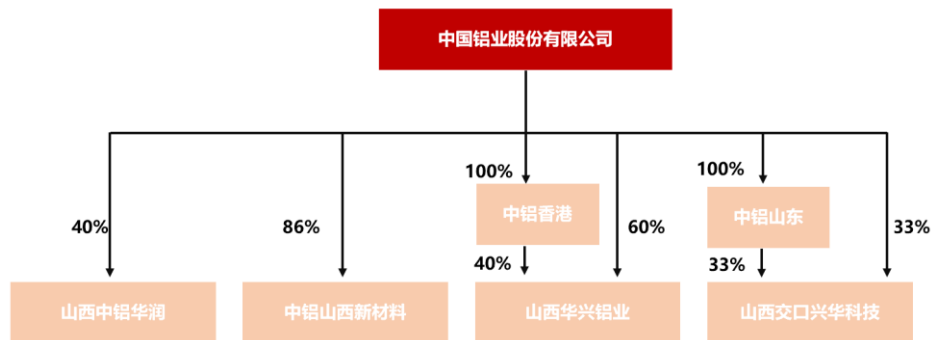 中国铝业股份有限公司
100%
100%
中铝香港
中铝山东
40%
86%
60%
33%
40%
33%
山西中铝华润
中铝山西新材料
山西华兴铝业
山西交口兴华科技